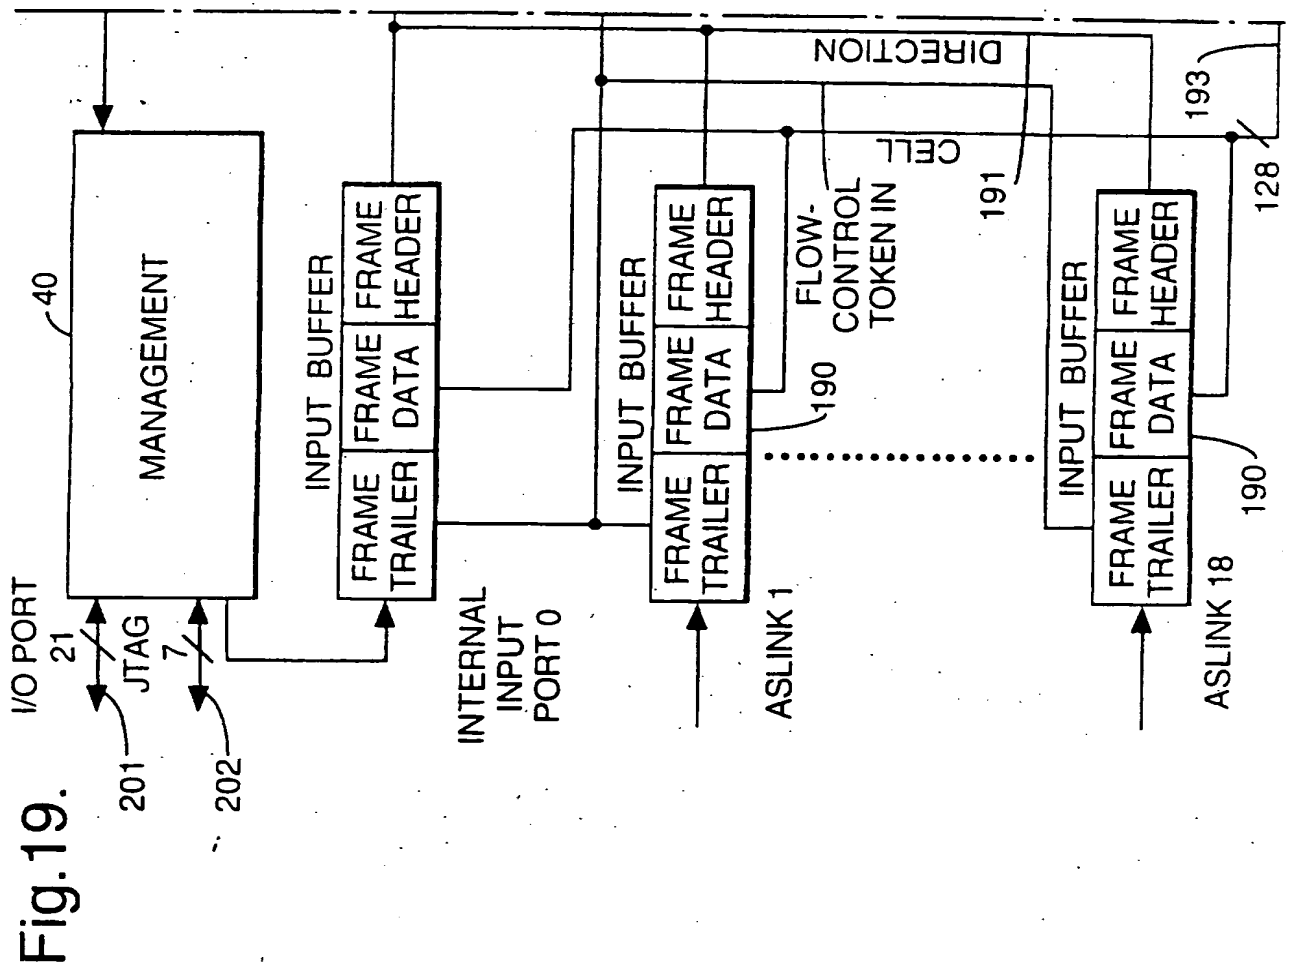 Fig.19.
I/O PORT
21
JTAG
7
201
202
40
MANAGEMENT
INTERNAL
INPUT
PORT 0
INPUT BUFFER
FRAME
TRAILER
FRAME
DATA
FRAME
HEADER
ASLINK 1
INPUT BUFFER
FRAME
TRAILER
FRAME
DATA
FRAME
HEADER
190
FLOW-
CONTROL
TOKEN IN
CELL
DIRECTION
191
ASLINK 18
INPUT BUFFER
FRAME
TRAILER
FRAME
DATA
FRAME
HEADER
190
128
193